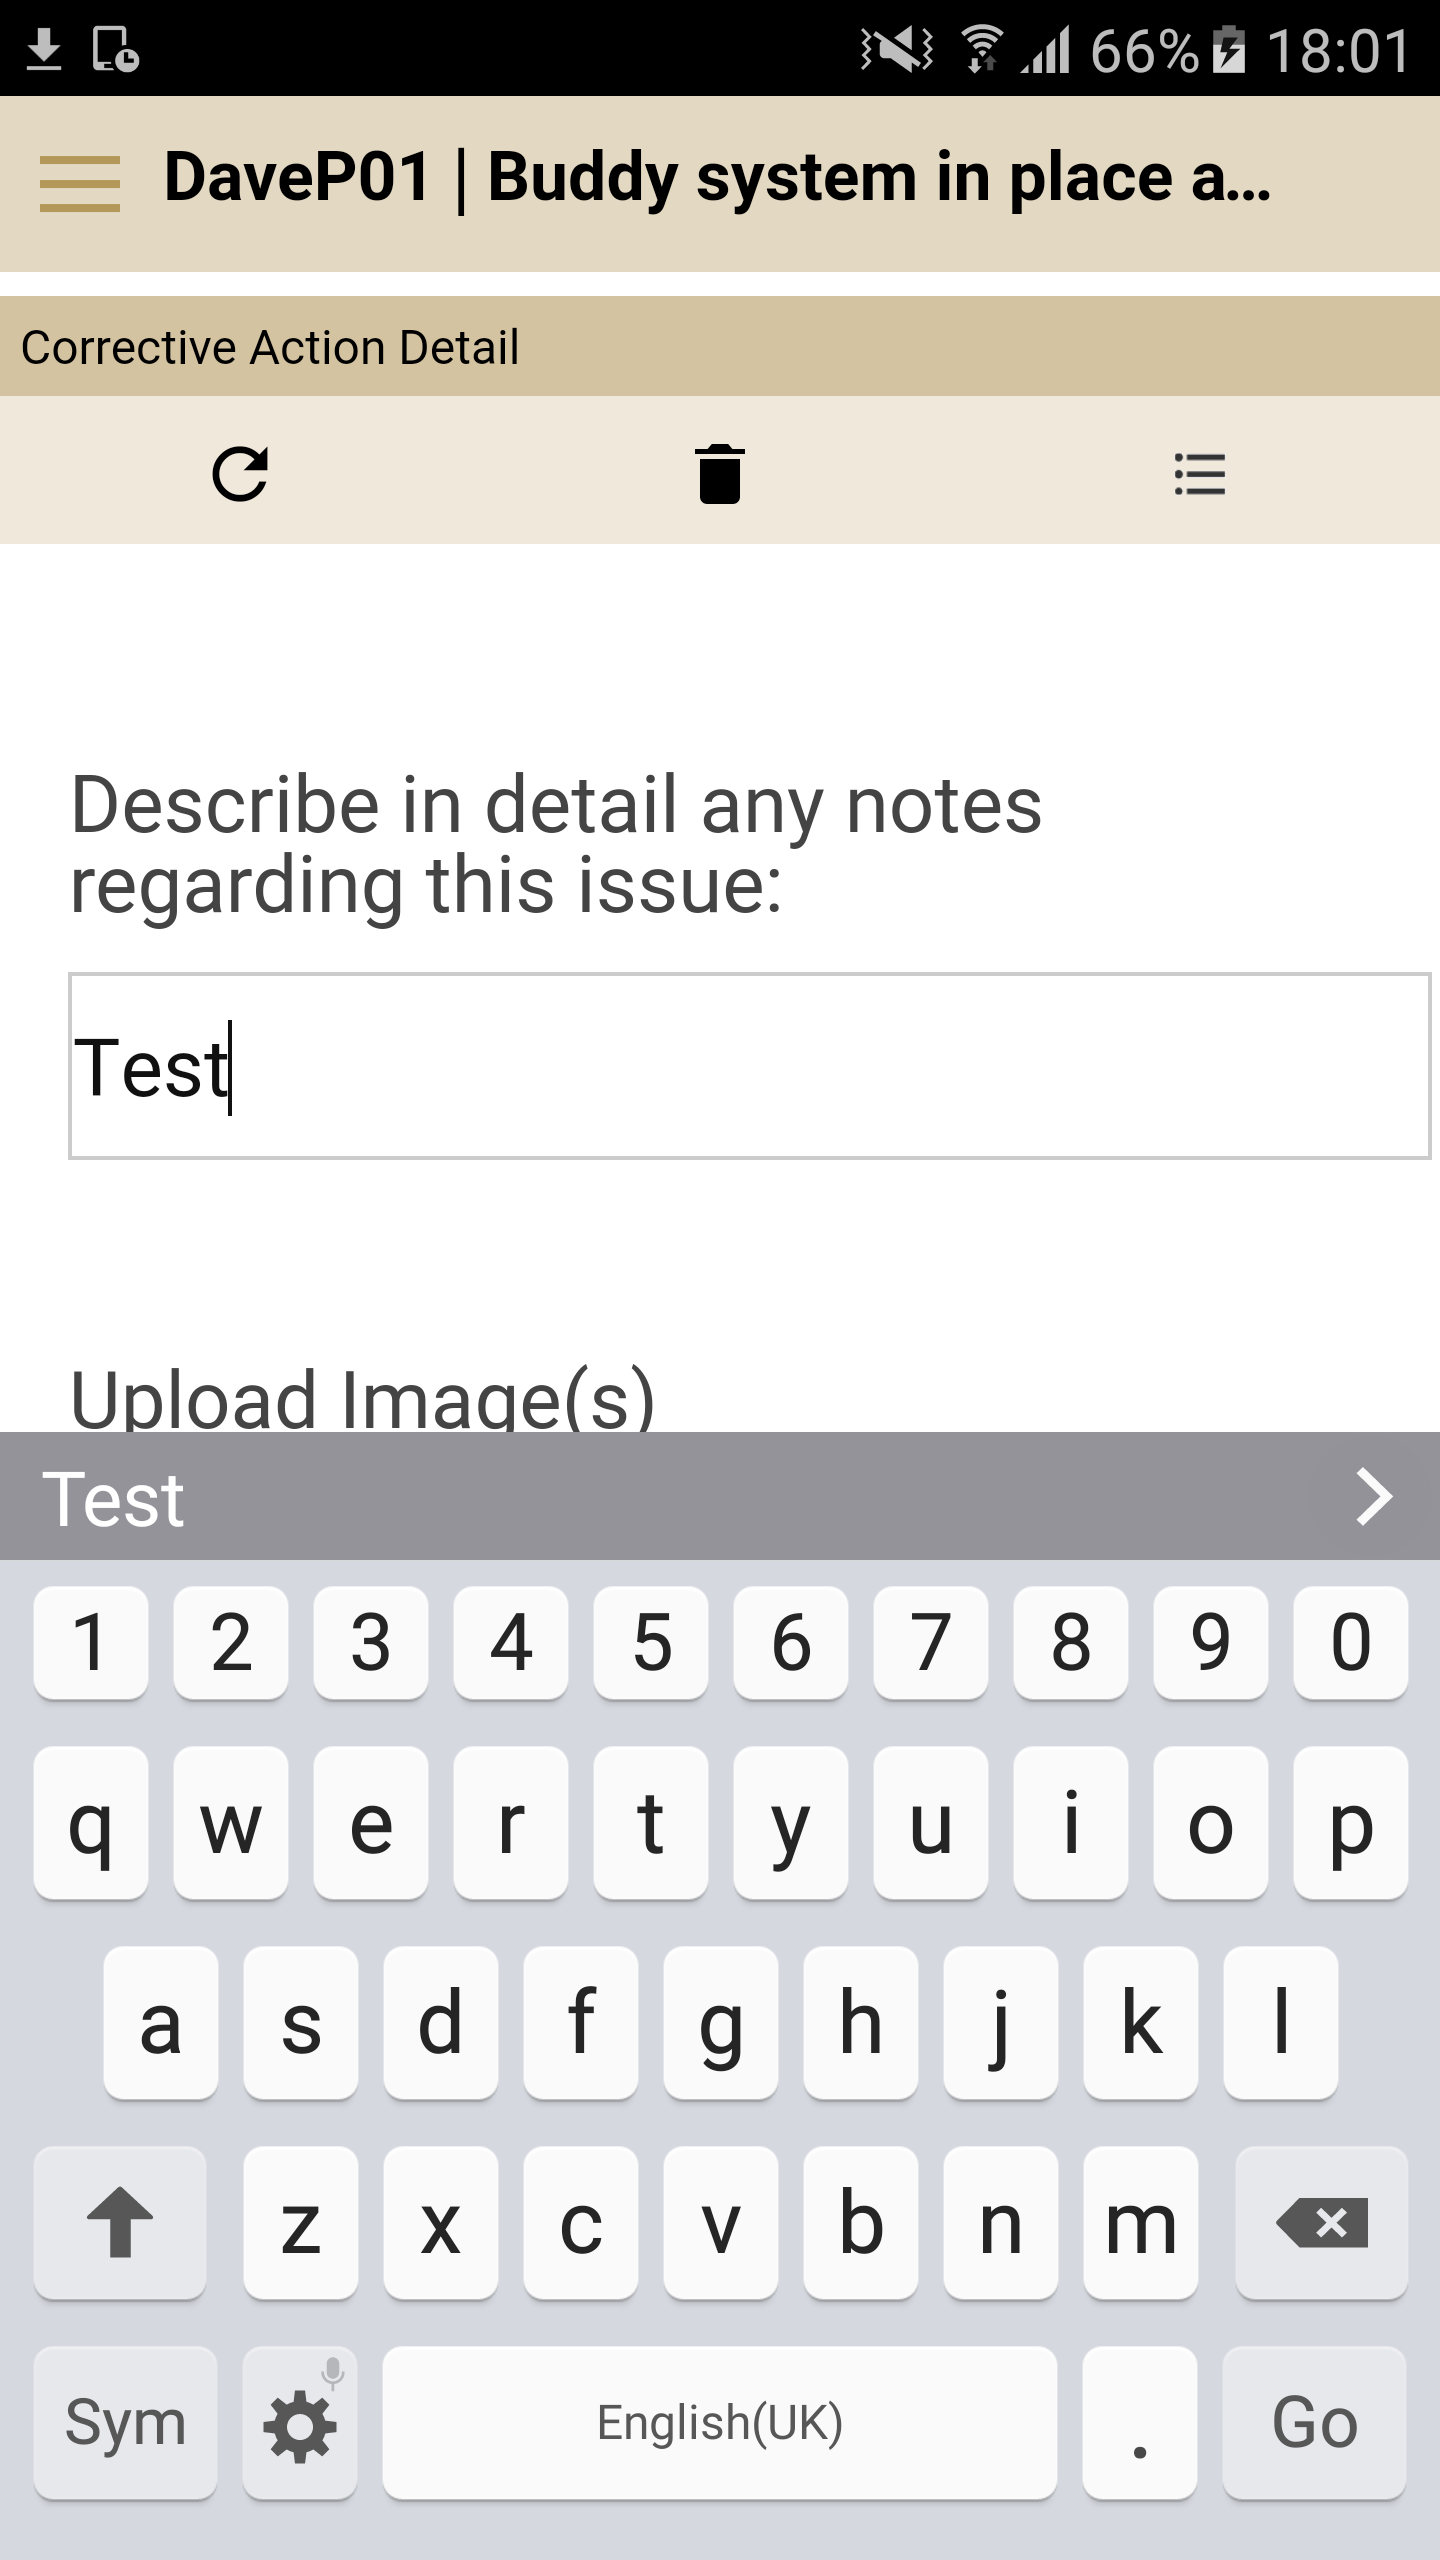 66% 18:01
DaveP01 | Buddy system in place a...
Corrective Action Detail
Describe in detail any notes
regarding this issue:
Test
Upload Image(s)
Test
1 2 3 4 5 6 7 8 9 0
q w e r t y u i o p
a s d f g h j k l
z x c v b n m
Sym English(UK) . Go